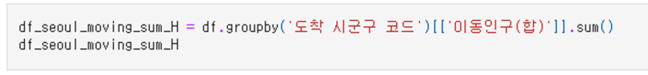 df_seoul_moving_sum_H = df.groupby('도착 시군구 코드')[['이동인구(합)']].sum()
df_seoul_moving_sum_H